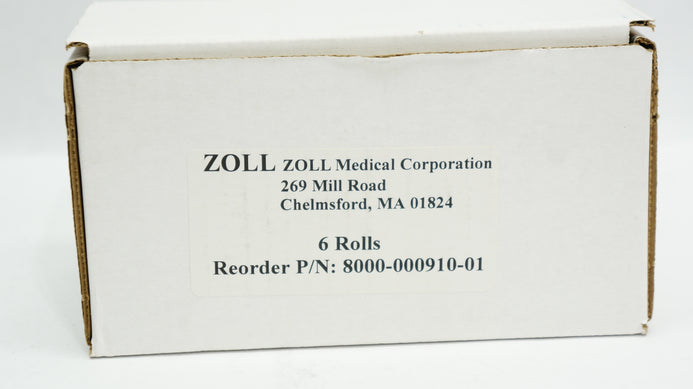 ZOLL ZOLL Medical Corporation
269 Mill Road
Chelmsford, MA 01824
6 Rolls
Reorder P/N: 8000-000910-01